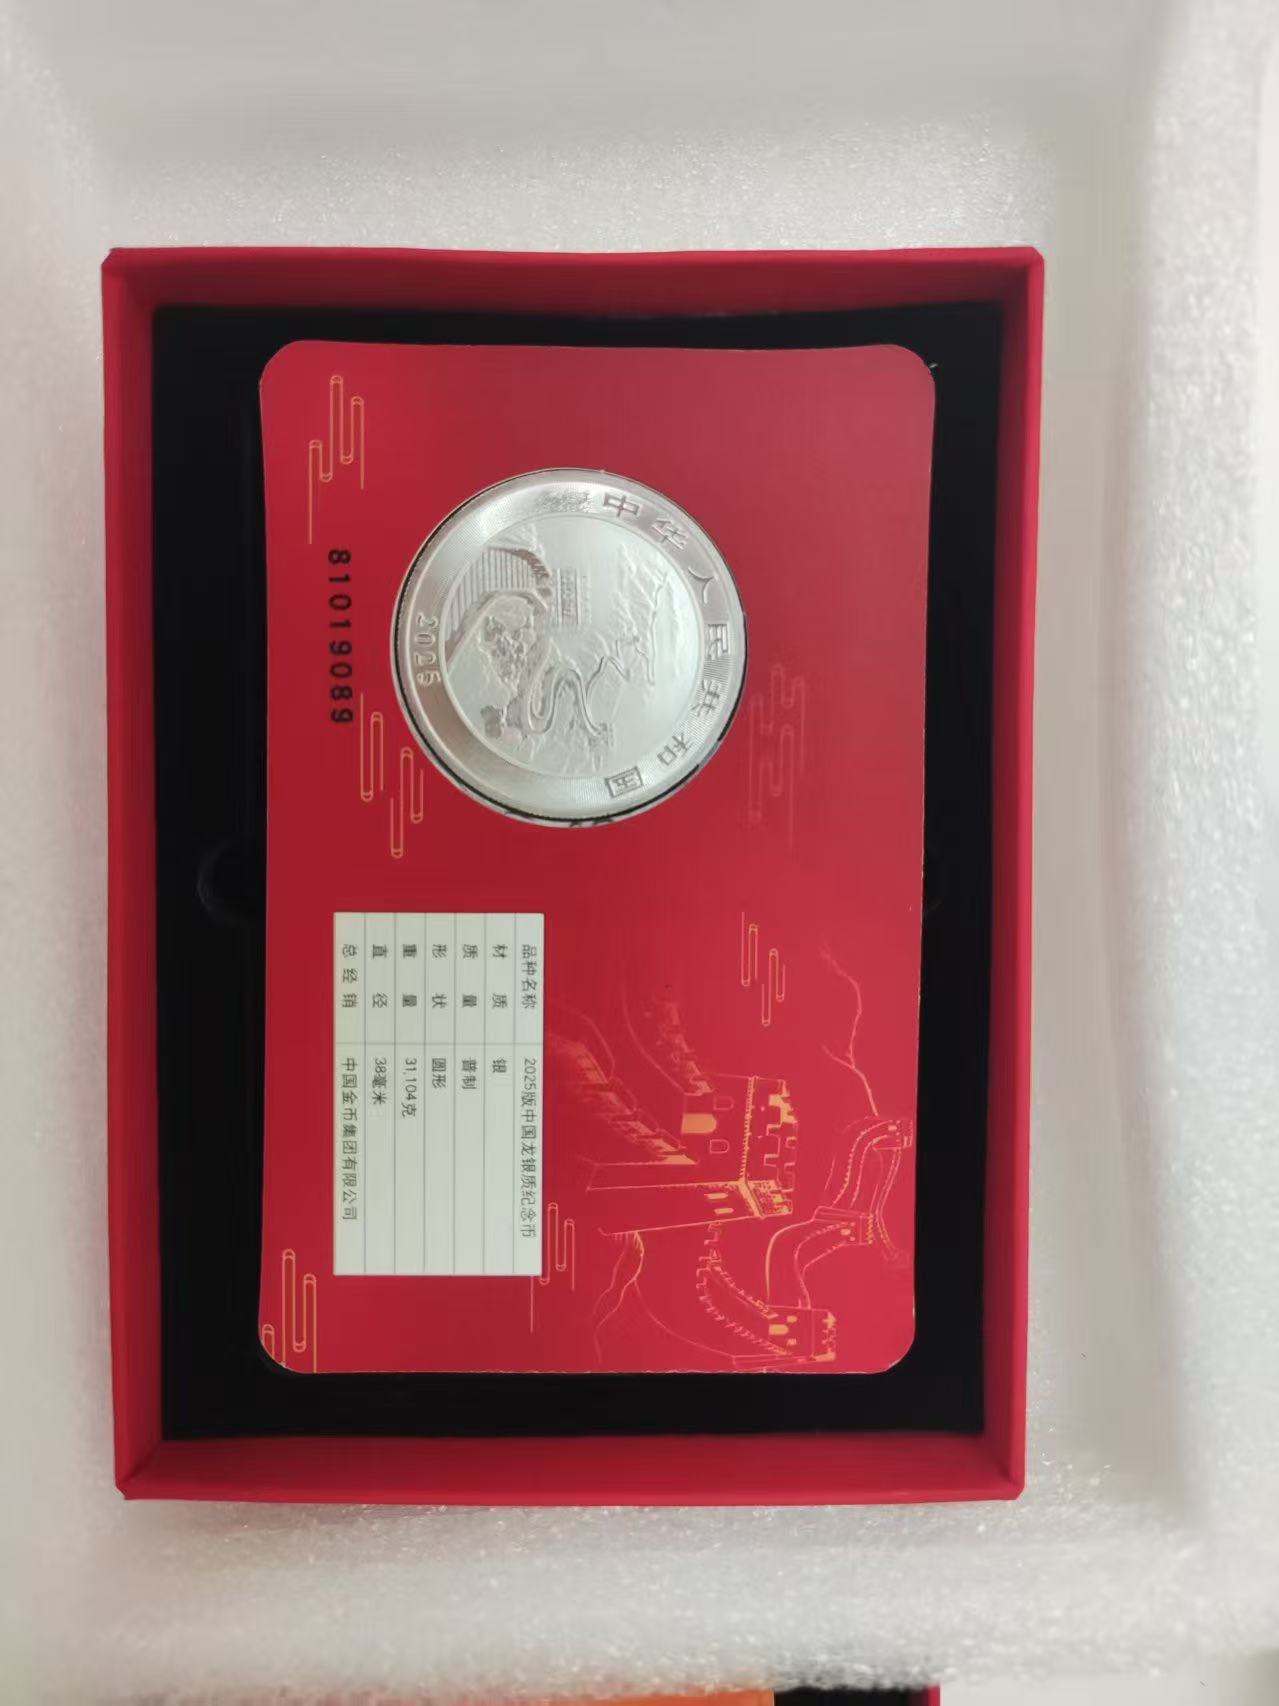 中华人民共和国
2025
81019089
品种名称 2025版中国龙银质纪念币
材质 银
质量 普制
形状 圆形
重量 31.104克
直径 38毫米
总经销 中国金币集团有限公司